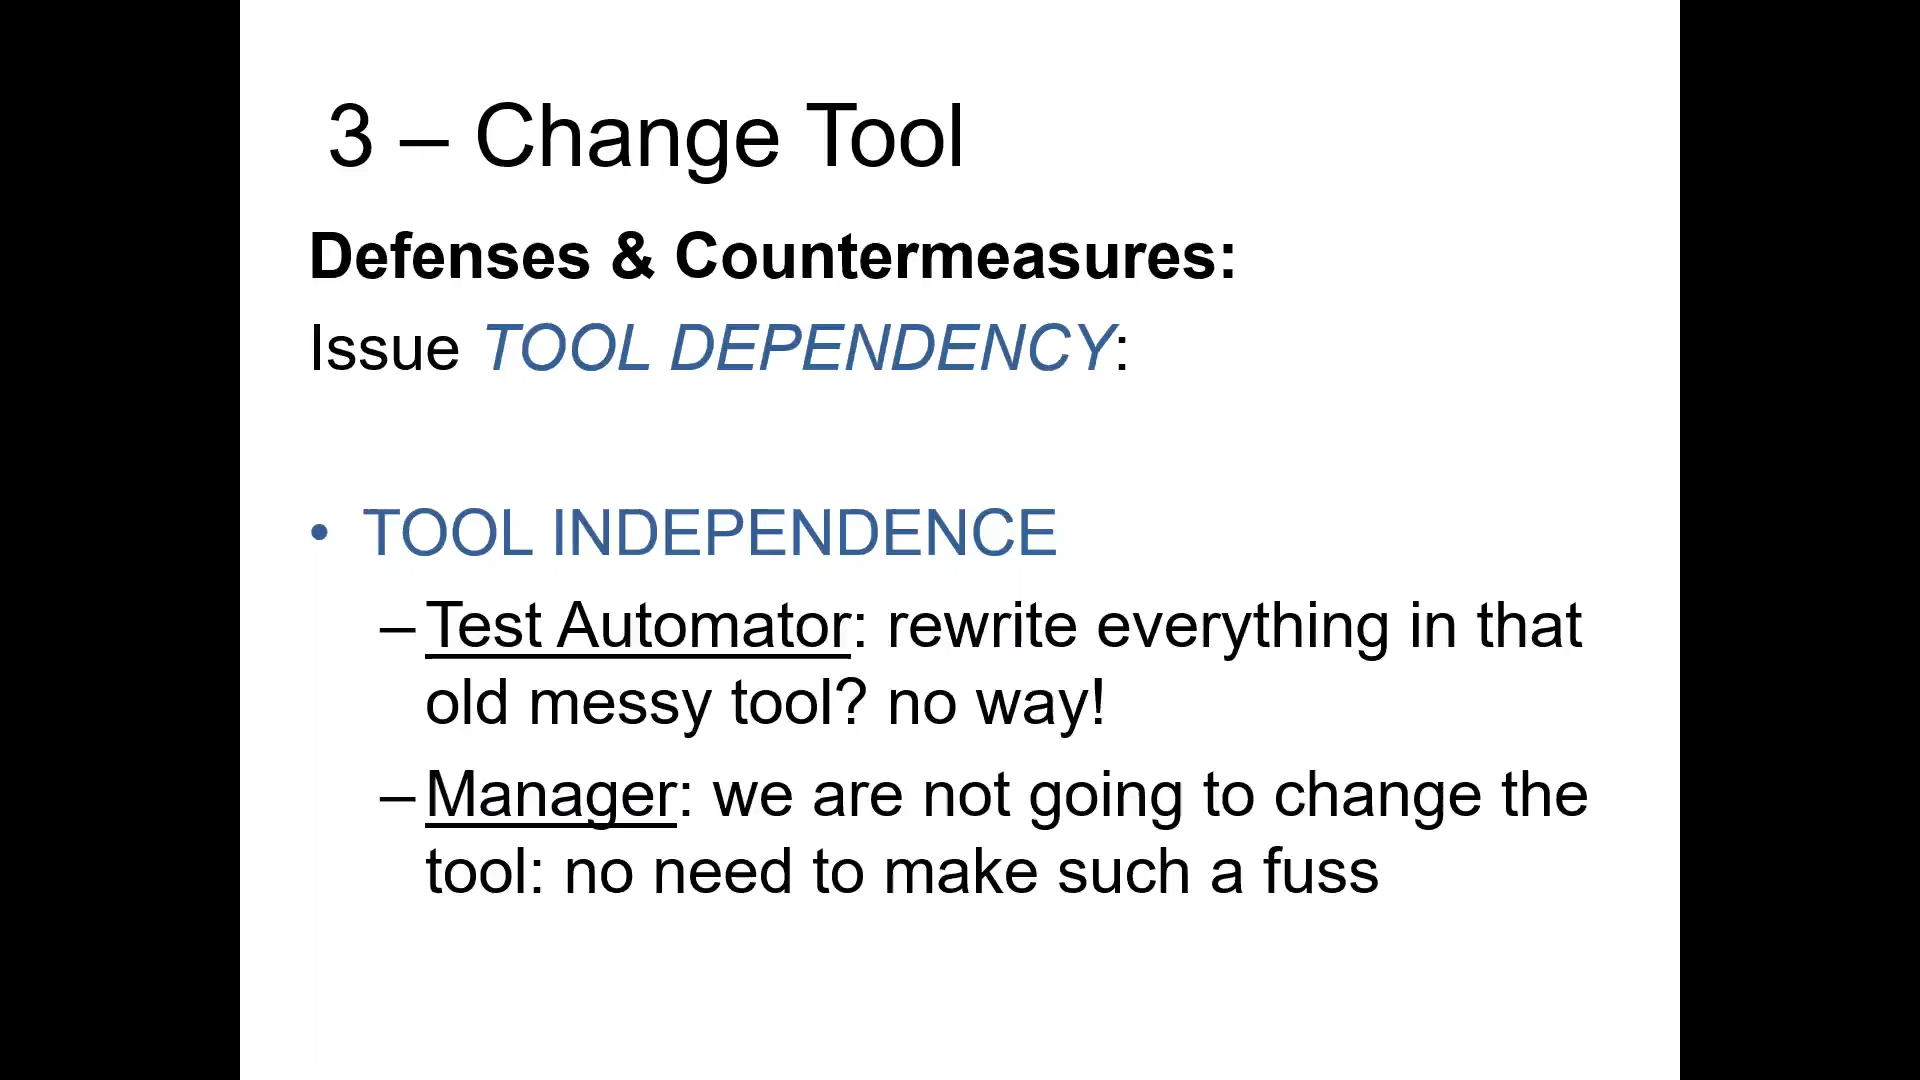 3 – Change Tool
Defenses & Countermeasures:
Issue TOOL DEPENDENCY:
• TOOL INDEPENDENCE
– Test Automator: rewrite everything in that
old messy tool? no way!
– Manager: we are not going to change the
tool: no need to make such a fuss